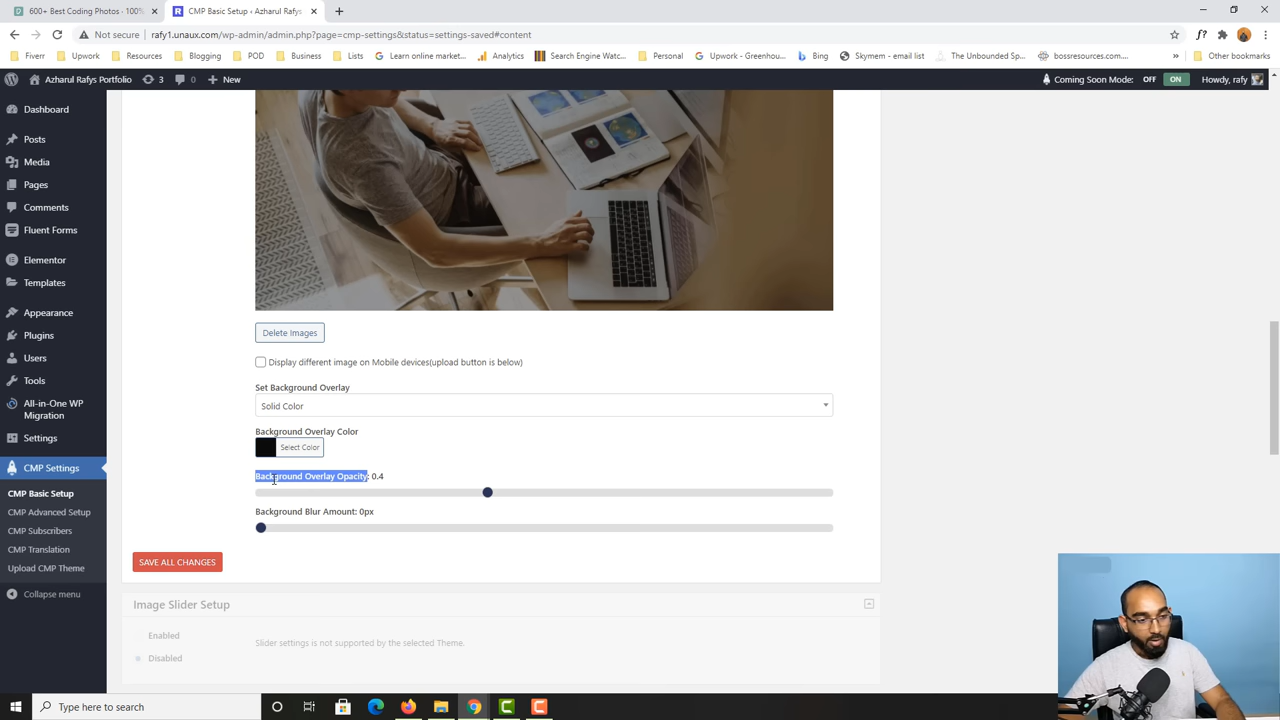 600+ Best Coding Photos · 100%
CMP Basic Setup ‹ Azharul Rafys
Not secure
rafy1.unaux.com/wp-admin/admin.php?page=cmp-settings&status=settings-saved#content
Fiverr
Upwork
Resources
Blogging
POD
Business
Lists
Learn online market...
Analytics
Search Engine Watc...
Personal
Upwork - Greenhou...
Bing
Skymem - email list
The Unbounded Sp...
bossresources.com...
Other bookmarks
Azharul Rafys Portfolio
3
0
New
Coming Soon Mode:
OFF
ON
Howdy, rafy
Dashboard
Posts
Media
Pages
Comments
Fluent Forms
Elementor
Templates
Appearance
Plugins
Users
Tools
All-in-One WP
Migration
Settings
CMP Settings
CMP Basic Setup
CMP Advanced Setup
CMP Subscribers
CMP Translation
Upload CMP Theme
Collapse menu
Delete Images
Display different image on Mobile devices(upload button is below)
Set Background Overlay
Solid Color
Background Overlay Color
Select Color
Background Overlay Opacity: 0.4
Background Blur Amount: 0px
SAVE ALL CHANGES
Image Slider Setup
Enabled
Slider settings is not supported by the selected Theme.
Disabled
Type here to search